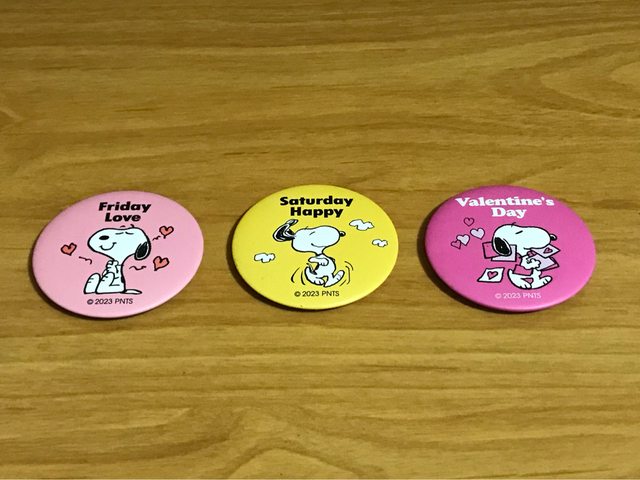 Friday
Love
© 2023 PNTS
Saturday
Happy
© 2023 PNTS
Valentine's
Day
© 2023 PNTS